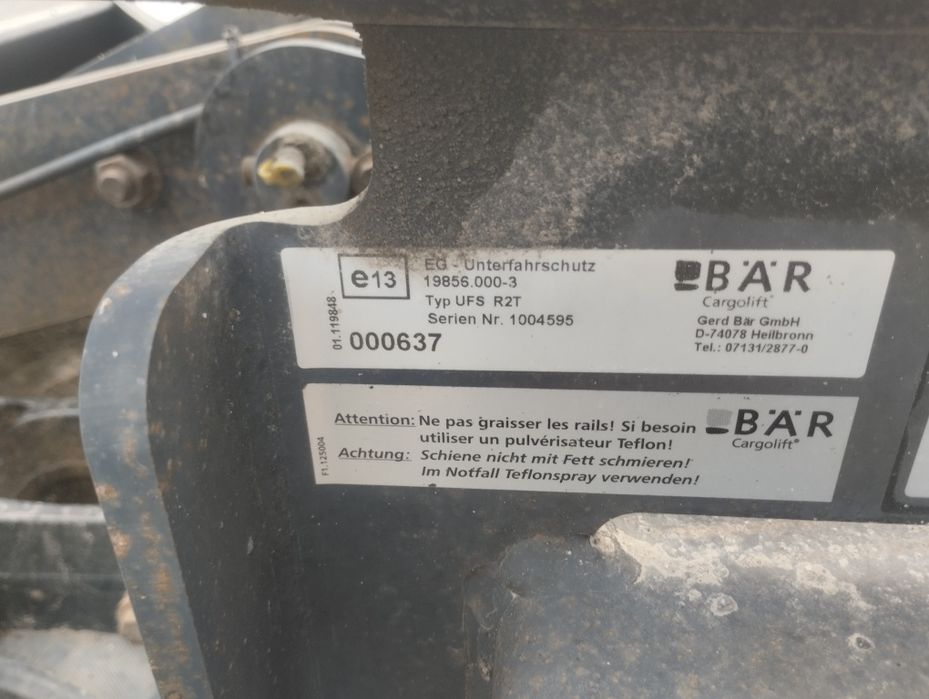 e13
EG - Unterfahrschutz
19856.000-3
Typ UFS R2T
Serien Nr. 1004595
01.119848
000637
BÄR
Cargolift®
Gerd Bär GmbH
D-74078 Heilbronn
Tel.: 07131/2877-0
Attention: Ne pas graisser les rails! Si besoin
utiliser un pulvérisateur Teflon!
Achtung: Schiene nicht mit Fett schmieren!
Im Notfall Teflonspray verwenden!
F1.125004
BÄR
Cargolift®